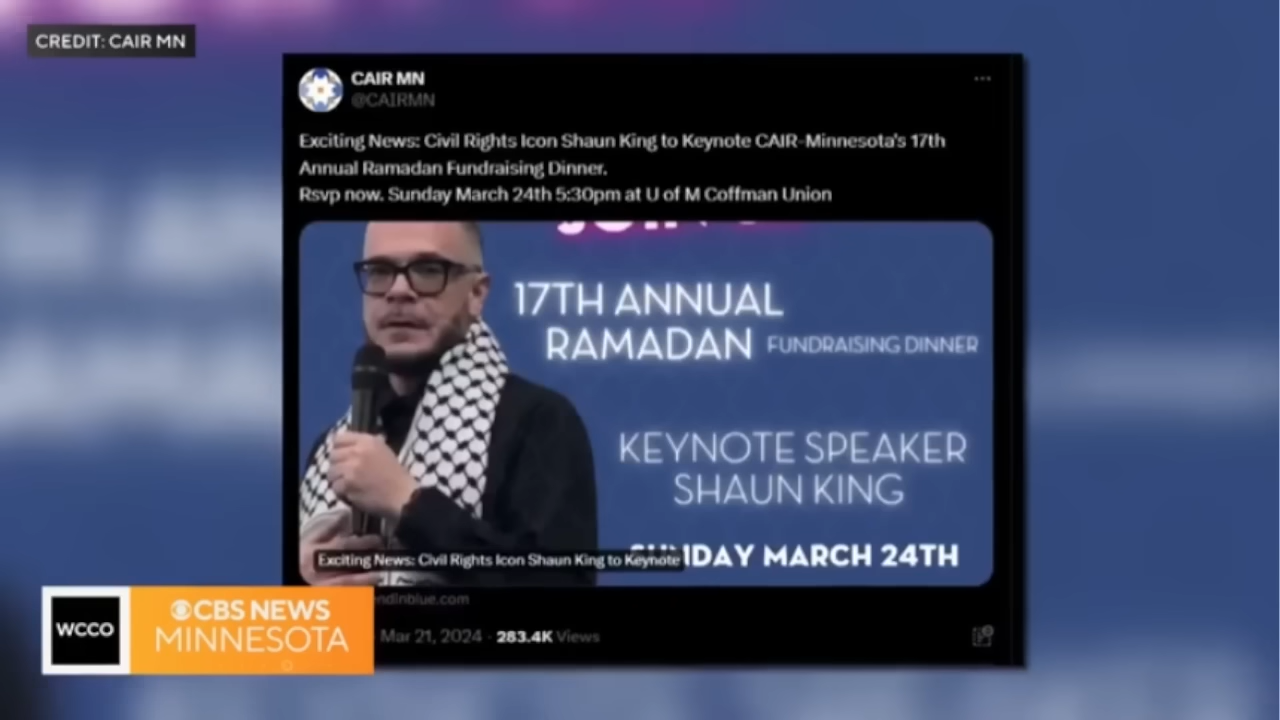 CREDIT: CAIR MN
CAIR MN
@CAIRMN
Exciting News: Civil Rights Icon Shaun King to Keynote CAIR-Minnesota's 17th
Annual Ramadan Fundraising Dinner.
Rsvp now. Sunday March 24th 5:30pm at U of M Coffman Union
17TH ANNUAL
RAMADAN FUNDRAISING DINNER
KEYNOTE SPEAKER
SHAUN KING
SUNDAY MARCH 24TH
Exciting News: Civil Rights Icon Shaun King to Keynote
ndinblue.com
Mar 21, 2024 · 283.4K Views
WCCO
CBS NEWS
MINNESOTA